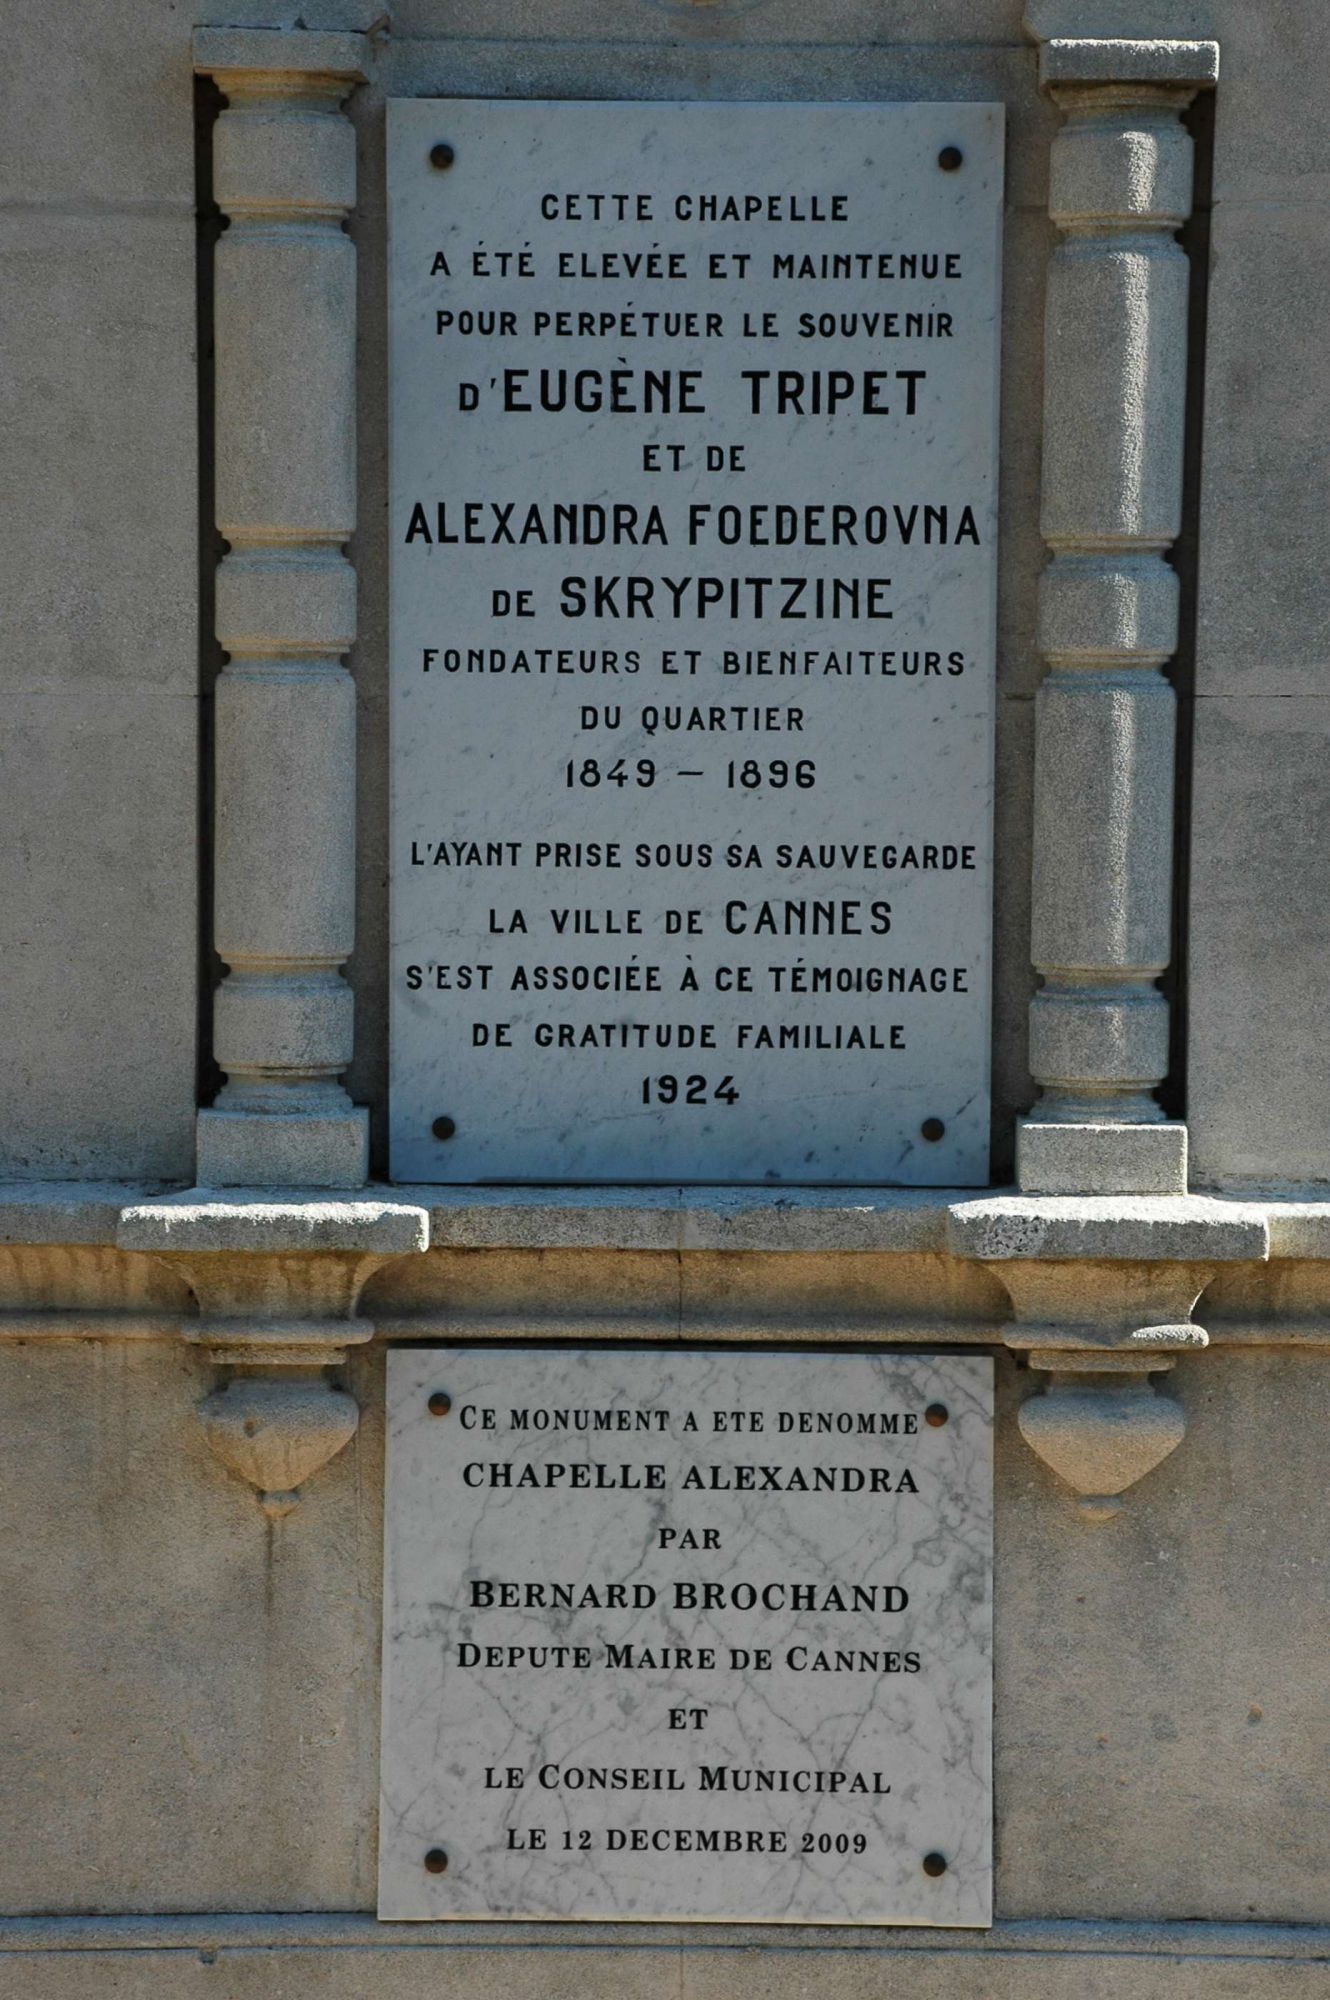 CETTE CHAPELLE
A ÉTÉ ELEVÉE ET MAINTENUE
POUR PERPÉTUER LE SOUVENIR
D'EUGÈNE TRIPET
ET DE
ALEXANDRA FOEDEROVNA
DE SKRYPITZINE
FONDATEURS ET BIENFAITEURS
DU QUARTIER
1849 – 1896
L'AYANT PRISE SOUS SA SAUVEGARDE
LA VILLE DE CANNES
S'EST ASSOCIÉE À CE TÉMOIGNAGE
DE GRATITUDE FAMILIALE
1924
CE MONUMENT A ETE DENOMME
CHAPELLE ALEXANDRA
PAR
BERNARD BROCHAND
DEPUTE MAIRE DE CANNES
ET
LE CONSEIL MUNICIPAL
LE 12 DECEMBRE 2009